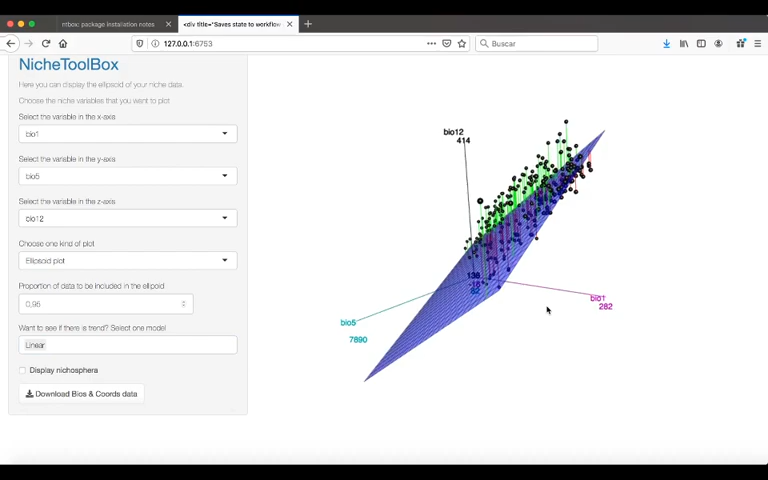 ntbox: package installation notes
<div title="Saves state to workflow
127.0.0.1:6753
Buscar
NicheToolBox
Here you can display the ellipsoid of your niche data.
Choose the niche variables that you want to plot
Select the variable in the x-axis
bio1
Select the variable in the y-axis
bio5
Select the variable in the z-axis
bio12
Choose one kind of plot
Ellipsoid plot
Proportion of data to be included in the ellipoid
0,95
Want to see if there is trend? Select one model
Linear
Display nichosphera
Download Bios & Coords data
bio12
414
bio5
7890
bio1
282